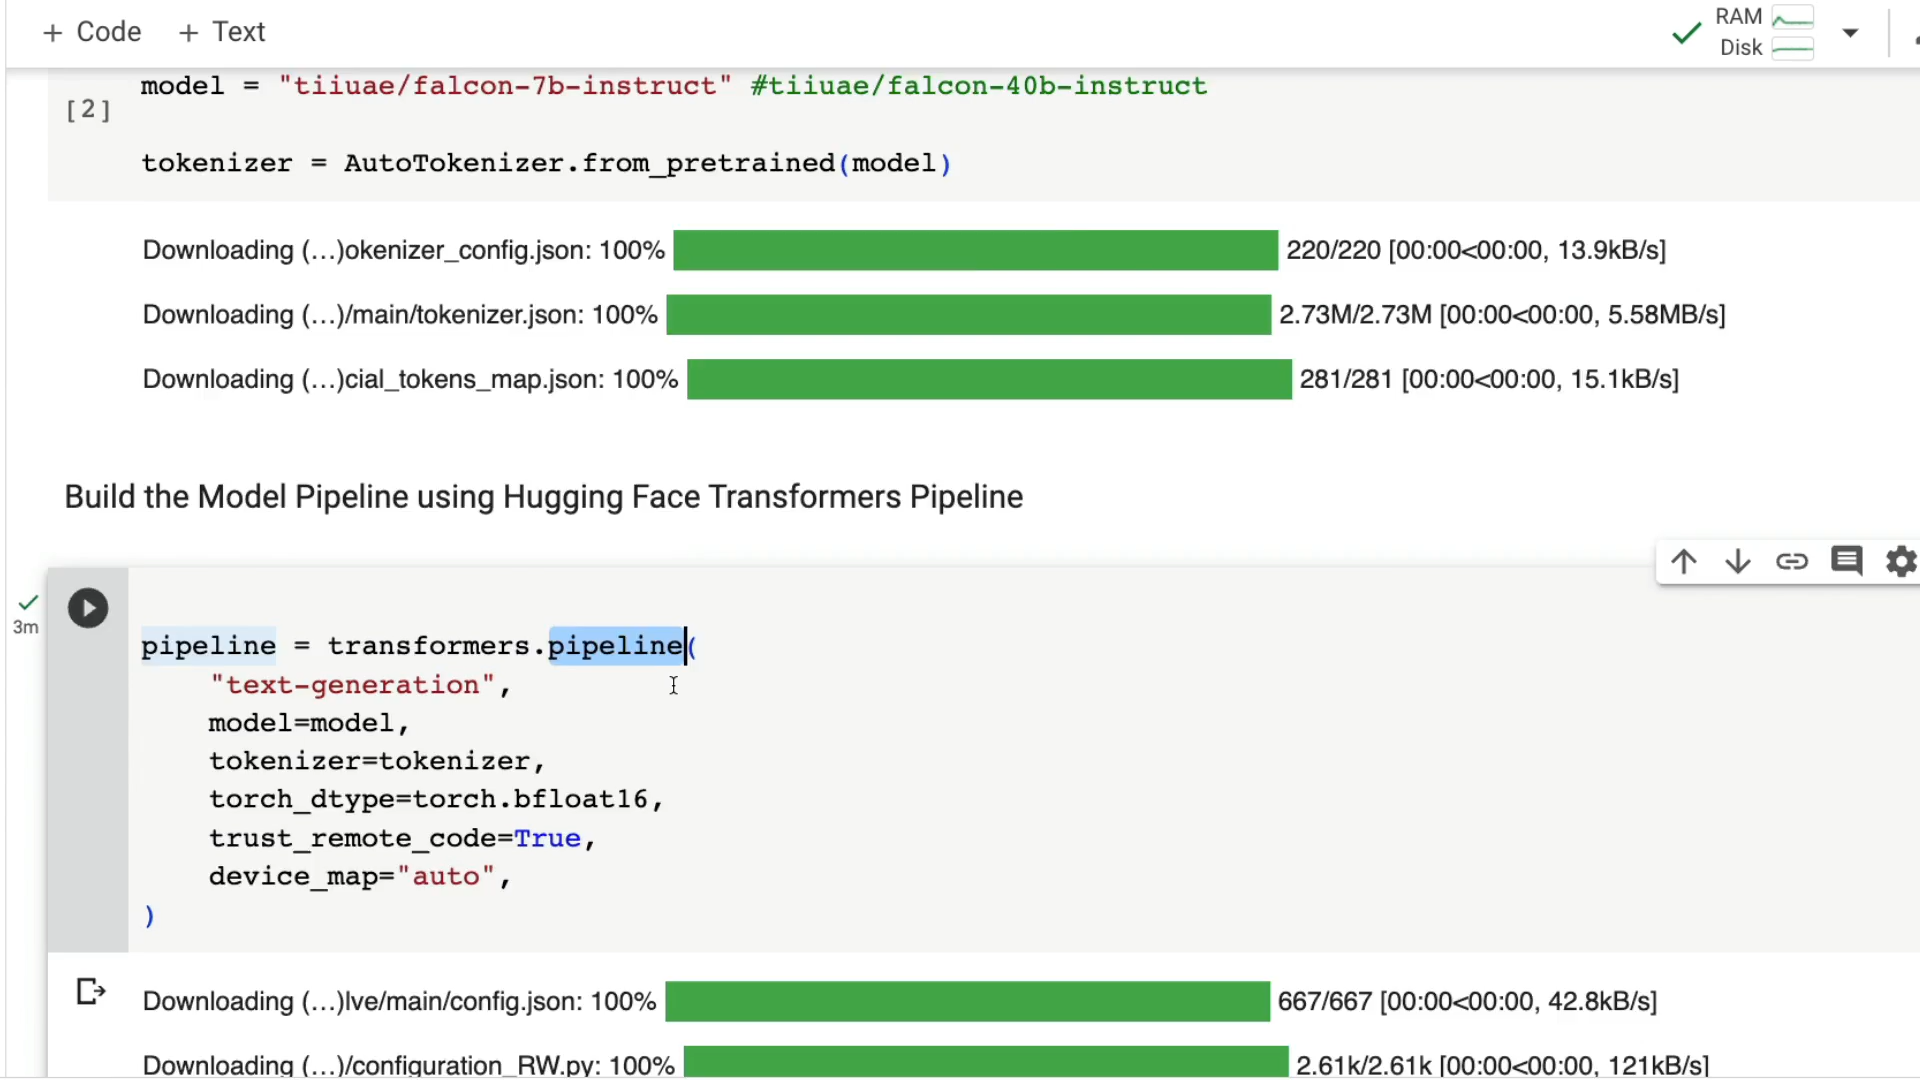 + Code + Text
RAM
Disk
model = "tiiuae/falcon-7b-instruct" #tiiuae/falcon-40b-instruct
[2]
tokenizer = AutoTokenizer.from_pretrained(model)
Downloading (…)okenizer_config.json: 100% 220/220 [00:00<00:00, 13.9kB/s]
Downloading (…)/main/tokenizer.json: 100% 2.73M/2.73M [00:00<00:00, 5.58MB/s]
Downloading (…)cial_tokens_map.json: 100% 281/281 [00:00<00:00, 15.1kB/s]
Build the Model Pipeline using Hugging Face Transformers Pipeline
3m
pipeline = transformers.pipeline(
"text-generation",
model=model,
tokenizer=tokenizer,
torch_dtype=torch.bfloat16,
trust_remote_code=True,
device_map="auto",
)
Downloading (…)lve/main/config.json: 100% 667/667 [00:00<00:00, 42.8kB/s]
Downloading (…)/configuration_RW.py: 100% 2.61k/2.61k [00:00<00:00, 121kB/s]